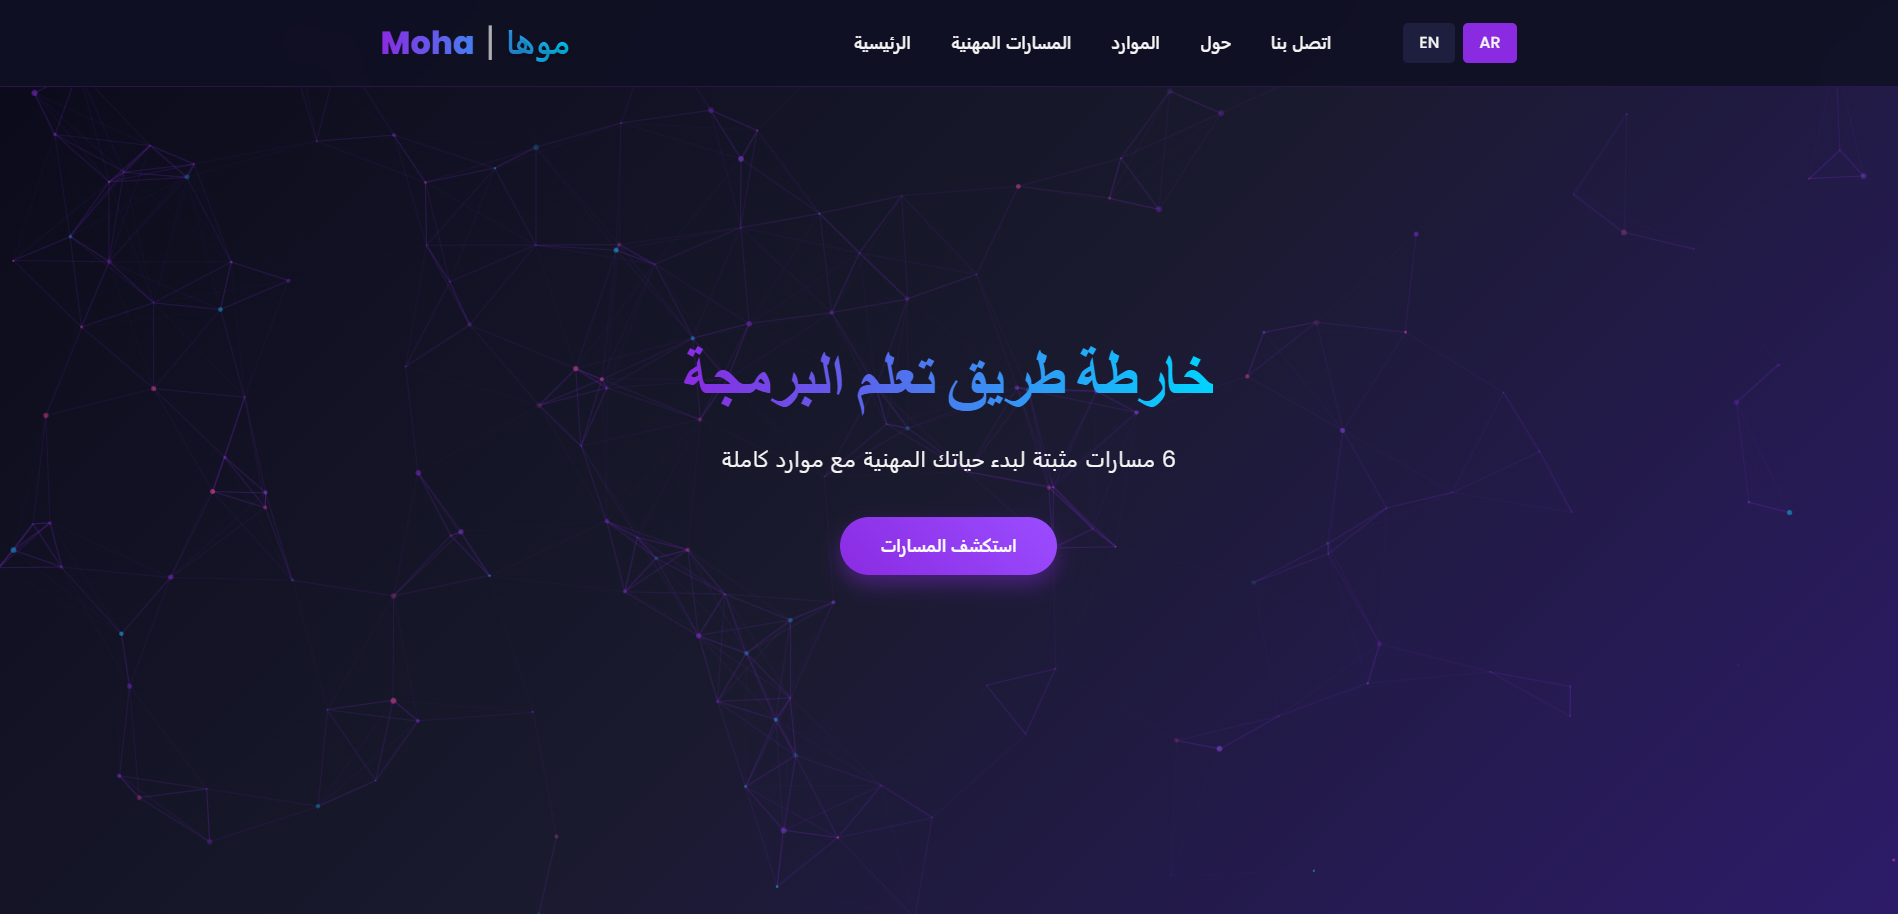 Moha | موها
الرئيسية
المسارات المهنية
الموارد
حول
اتصل بنا
EN
AR
خارطة طريق تعلم البرمجة
6 مسارات مثبتة لبدء حياتك المهنية مع موارد كاملة
استكشف المسارات